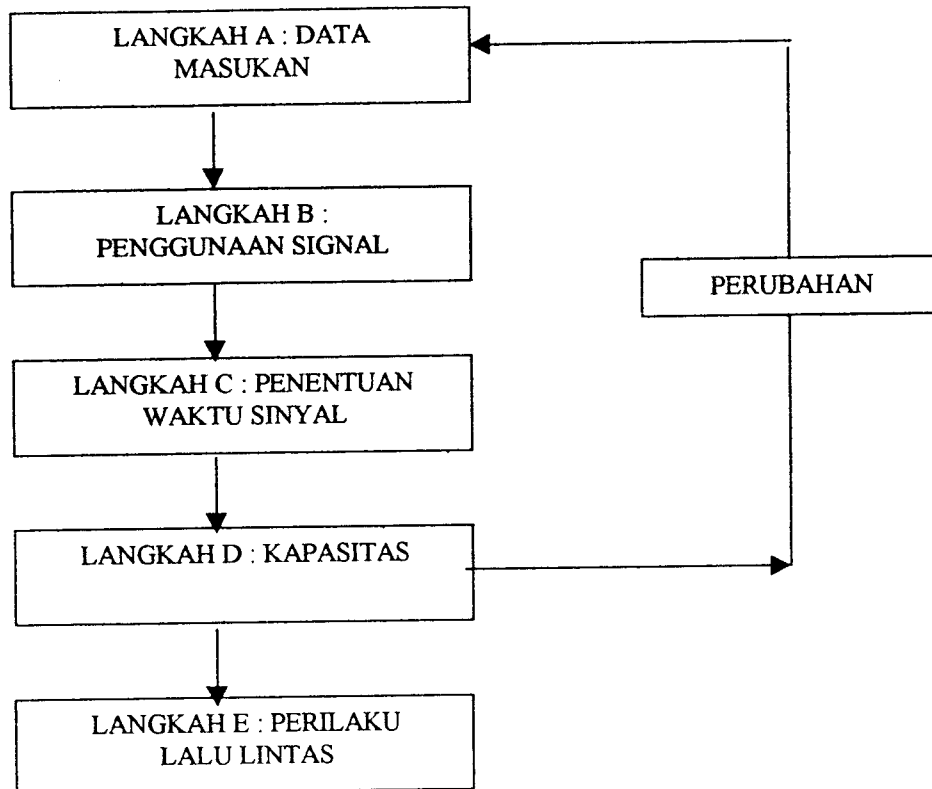 LANGKAH A : DATA
MASUKAN
LANGKAH B :
PENGGUNAAN SIGNAL
PERUBAHAN
LANGKAH C : PENENTUAN
WAKTU SINYAL
LANGKAH D : KAPASITAS
LANGKAH E : PERILAKU
LALU LINTAS